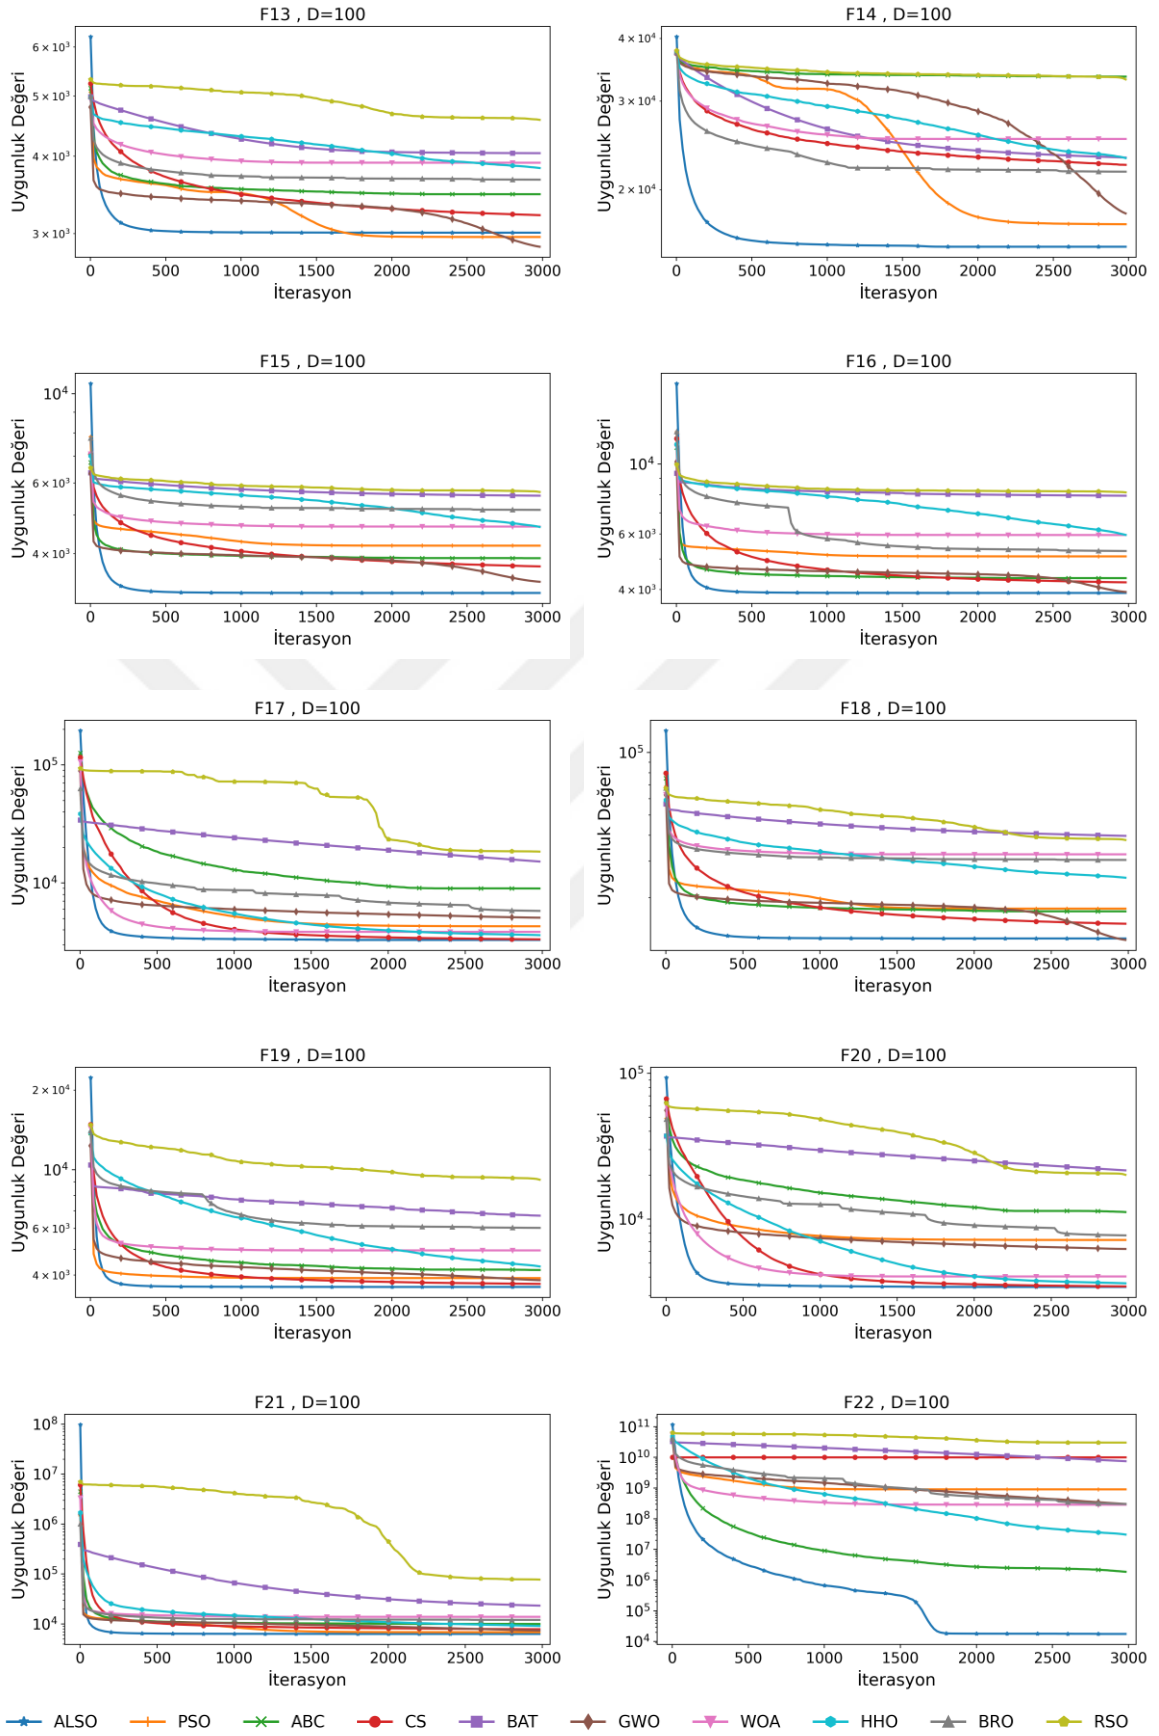 F13 , D=100
F14 , D=100
Uygunluk Değeri
6 × 10³
5 × 10³
4 × 10³
3 × 10³
0 500 1000 1500 2000 2500 3000
İterasyon
Uygunluk Değeri
4 × 10⁴
3 × 10⁴
2 × 10⁴
0 500 1000 1500 2000 2500 3000
İterasyon
F15 , D=100
F16 , D=100
Uygunluk Değeri
10⁴
6 × 10³
4 × 10³
0 500 1000 1500 2000 2500 3000
İterasyon
Uygunluk Değeri
10⁴
6 × 10³
4 × 10³
0 500 1000 1500 2000 2500 3000
İterasyon
F17 , D=100
F18 , D=100
Uygunluk Değeri
10⁵
10⁴
0 500 1000 1500 2000 2500 3000
İterasyon
Uygunluk Değeri
10⁵
0 500 1000 1500 2000 2500 3000
İterasyon
F19 , D=100
F20 , D=100
Uygunluk Değeri
2 × 10⁴
10⁴
6 × 10³
4 × 10³
0 500 1000 1500 2000 2500 3000
İterasyon
Uygunluk Değeri
10⁵
10⁴
0 500 1000 1500 2000 2500 3000
İterasyon
F21 , D=100
F22 , D=100
Uygunluk Değeri
10⁸
10⁷
10⁶
10⁵
10⁴
0 500 1000 1500 2000 2500 3000
İterasyon
Uygunluk Değeri
10¹¹
10¹⁰
10⁹
10⁸
10⁷
10⁶
10⁵
10⁴
0 500 1000 1500 2000 2500 3000
İterasyon
ALSO PSO ABC CS BAT GWO WOA HHO BRO RSO